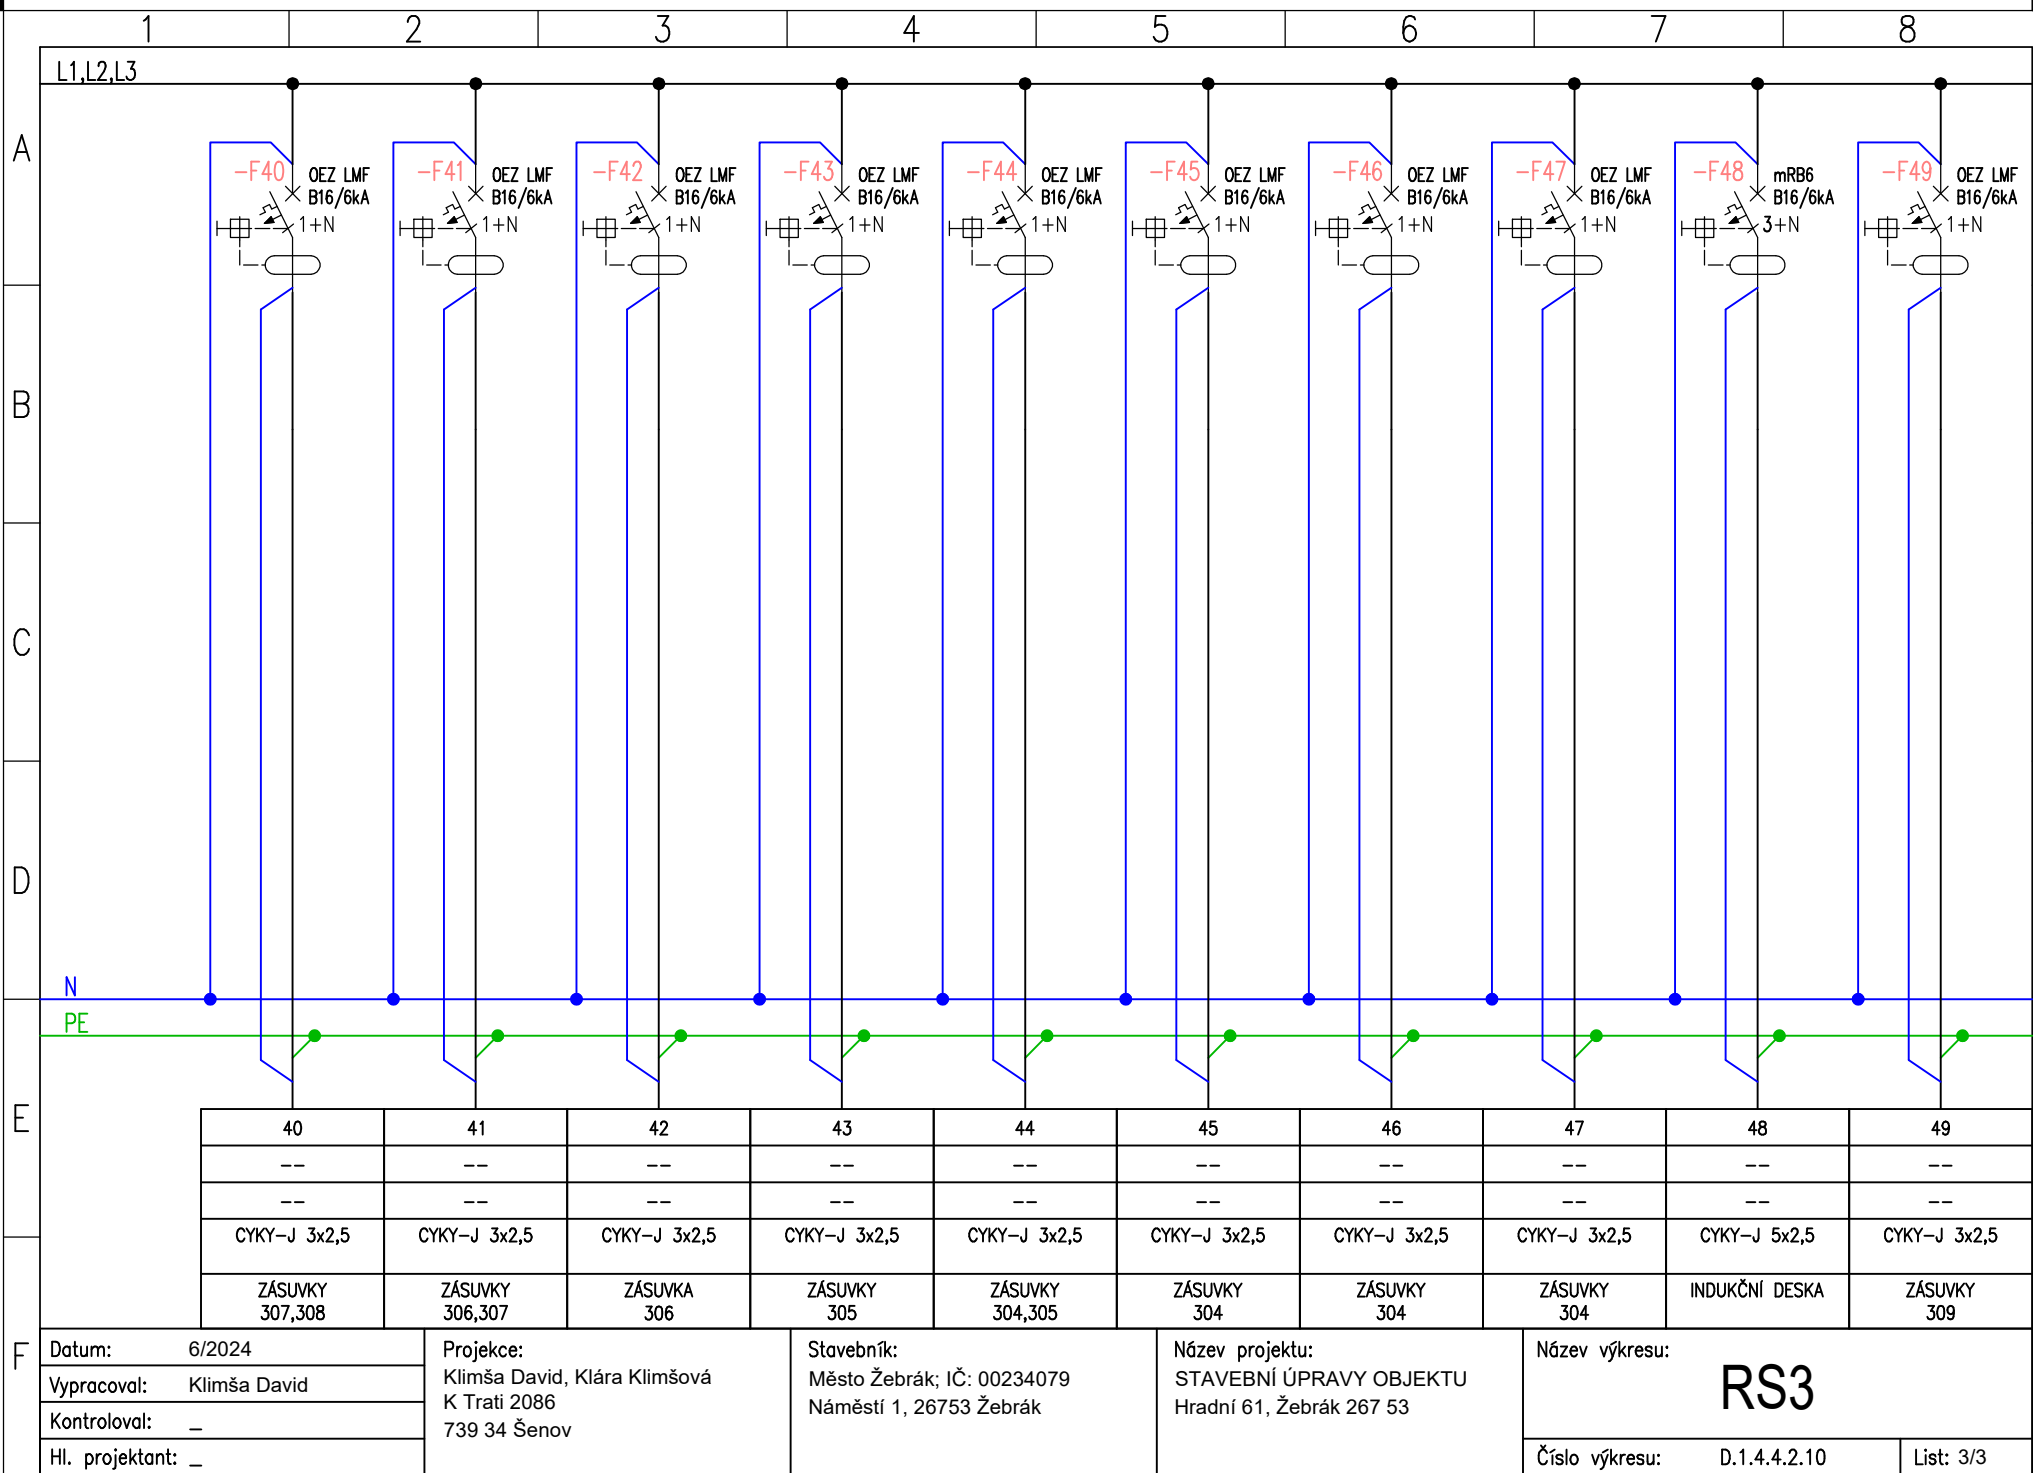 1 2 3 4 5 6 7 8
L1,L2,L3
A
-F40 OEZ LMF B16/6kA 1+N
-F41 OEZ LMF B16/6kA 1+N
-F42 OEZ LMF B16/6kA 1+N
-F43 OEZ LMF B16/6kA 1+N
-F44 OEZ LMF B16/6kA 1+N
-F45 OEZ LMF B16/6kA 1+N
-F46 OEZ LMF B16/6kA 1+N
-F47 OEZ LMF B16/6kA 1+N
-F48 mRB6 B16/6kA 3+N
-F49 OEZ LMF B16/6kA 1+N
B
C
D
N
PE
E
40 41 42 43 44 45 46 47 48 49
-- -- -- -- -- -- -- -- -- --
-- -- -- -- -- -- -- -- -- --
CYKY-J 3x2,5 CYKY-J 3x2,5 CYKY-J 3x2,5 CYKY-J 3x2,5 CYKY-J 3x2,5 CYKY-J 3x2,5 CYKY-J 3x2,5 CYKY-J 3x2,5 CYKY-J 5x2,5 CYKY-J 3x2,5
ZÁSUVKY ZÁSUVKY ZÁSUVKA ZÁSUVKY ZÁSUVKY ZÁSUVKY ZÁSUVKY ZÁSUVKY INDUKČNÍ DESKA ZÁSUVKY
307,308 306,307 306 305 304,305 304 304 304 309
F
Datum: 6/2024
Vypracoval: Klimša David
Kontroloval: _
Hl. projektant: _
Projekce:
Klimša David, Klára Klimšová
K Trati 2086
739 34 Šenov
Stavebník:
Město Žebrák; IČ: 00234079
Náměstí 1, 26753 Žebrák
Název projektu:
STAVEBNÍ ÚPRAVY OBJEKTU
Hradní 61, Žebrák 267 53
Název výkresu:
RS3
Číslo výkresu: D.1.4.4.2.10
List: 3/3